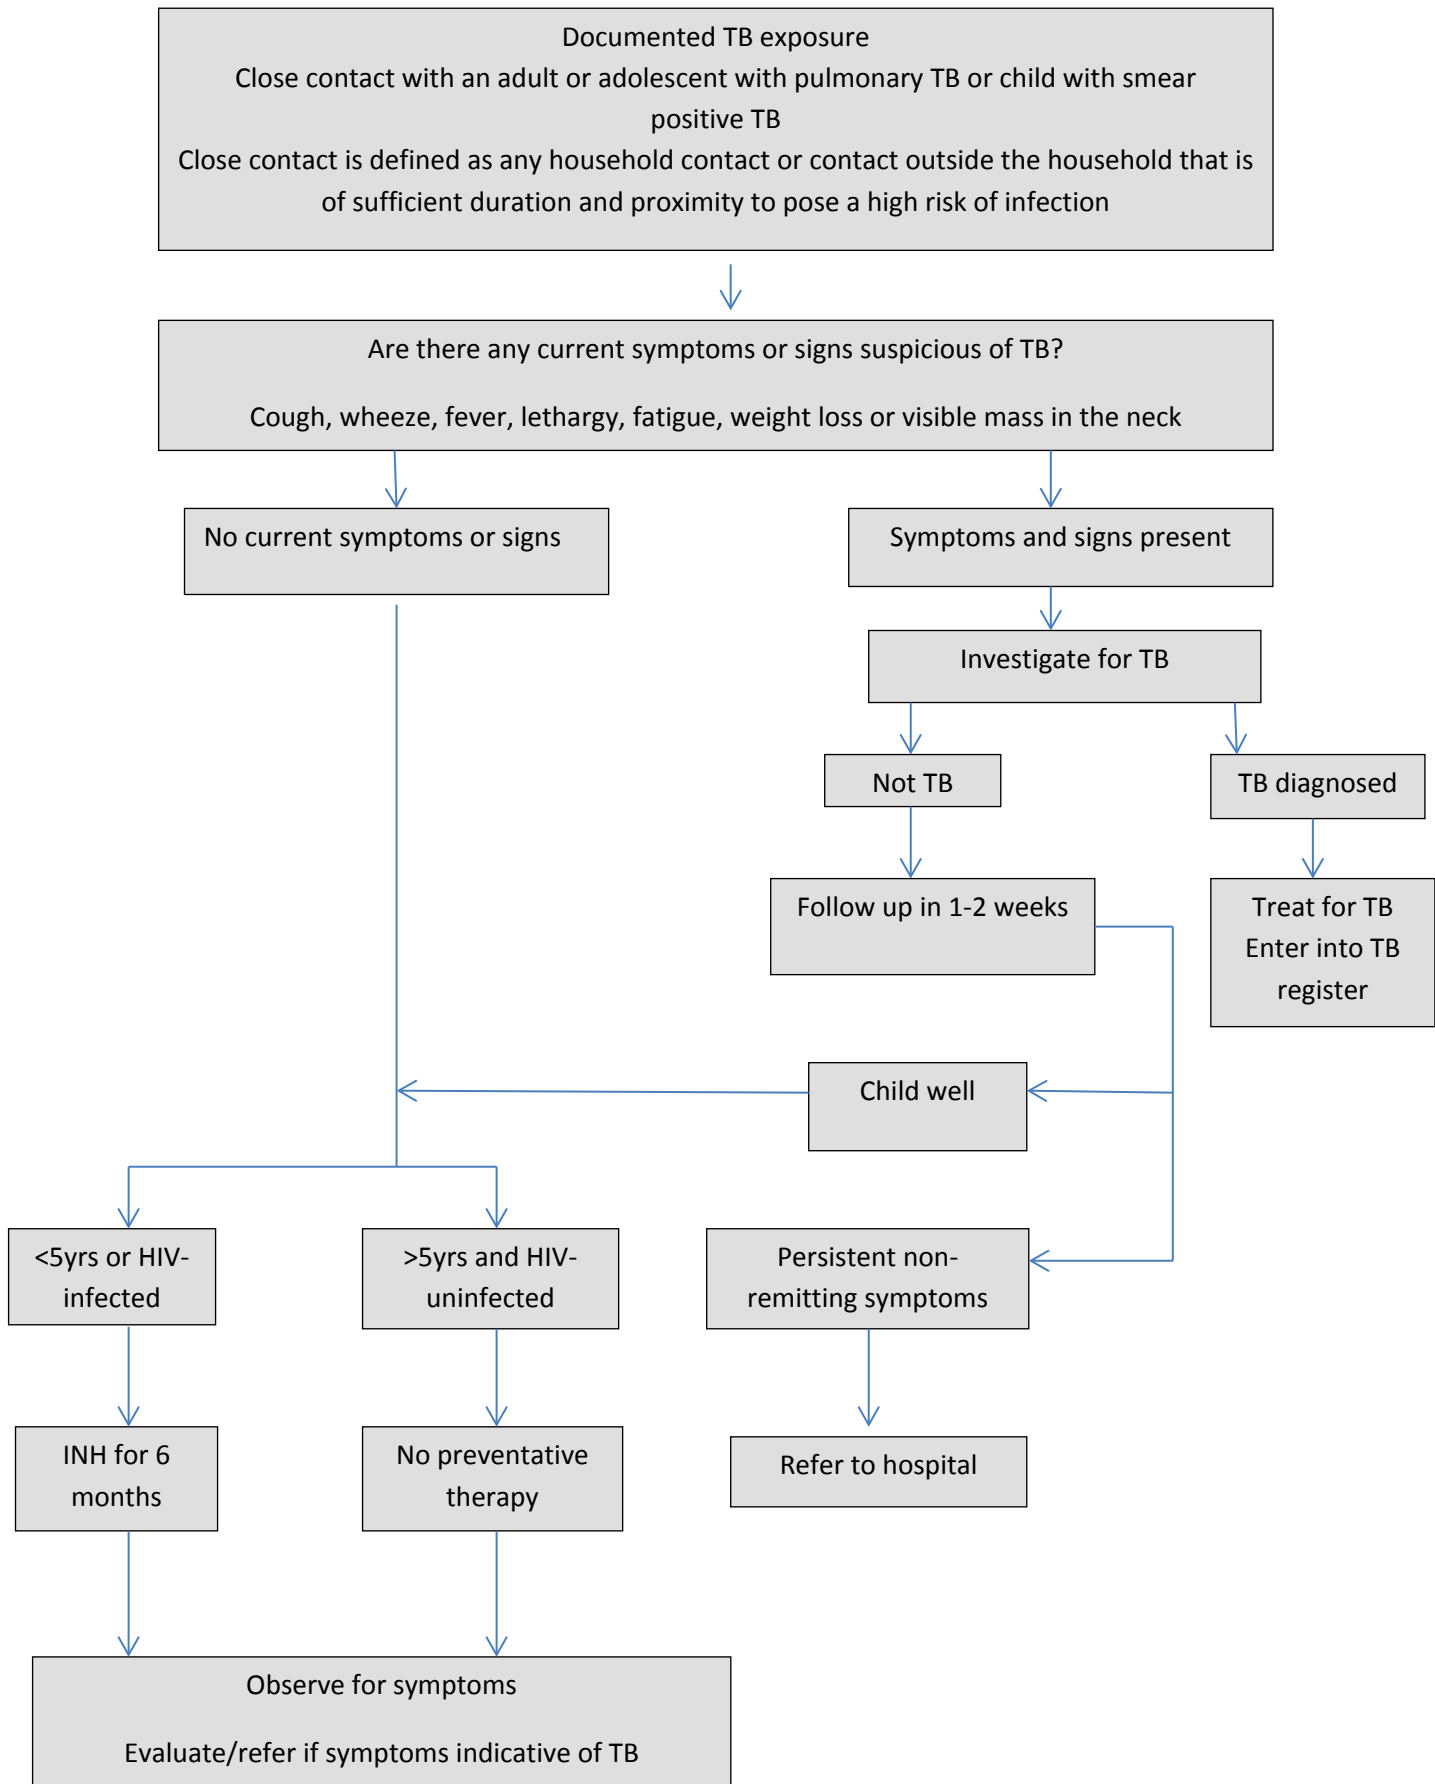 Documented TB exposure
Close contact with an adult or adolescent with pulmonary TB or child with smear
positive TB
Close contact is defined as any household contact or contact outside the household that is
of sufficient duration and proximity to pose a high risk of infection
Are there any current symptoms or signs suspicious of TB?
Cough, wheeze, fever, lethargy, fatigue, weight loss or visible mass in the neck
No current symptoms or signs
Symptoms and signs present
Investigate for TB
Not TB
TB diagnosed
Follow up in 1-2 weeks
Treat for TB
Enter into TB
register
Child well
<5yrs or HIV-
infected
>5yrs and HIV-
uninfected
Persistent non-
remitting symptoms
INH for 6
months
No preventative
therapy
Refer to hospital
Observe for symptoms
Evaluate/refer if symptoms indicative of TB